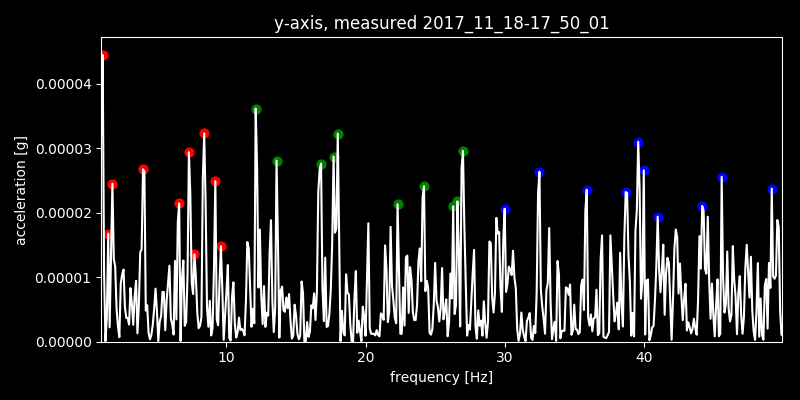 y-axis, measured 2017_11_18-17_50_01
acceleration [g]
0.00004
0.00003
0.00002
0.00001
0.00000
10 20 30 40
frequency [Hz]